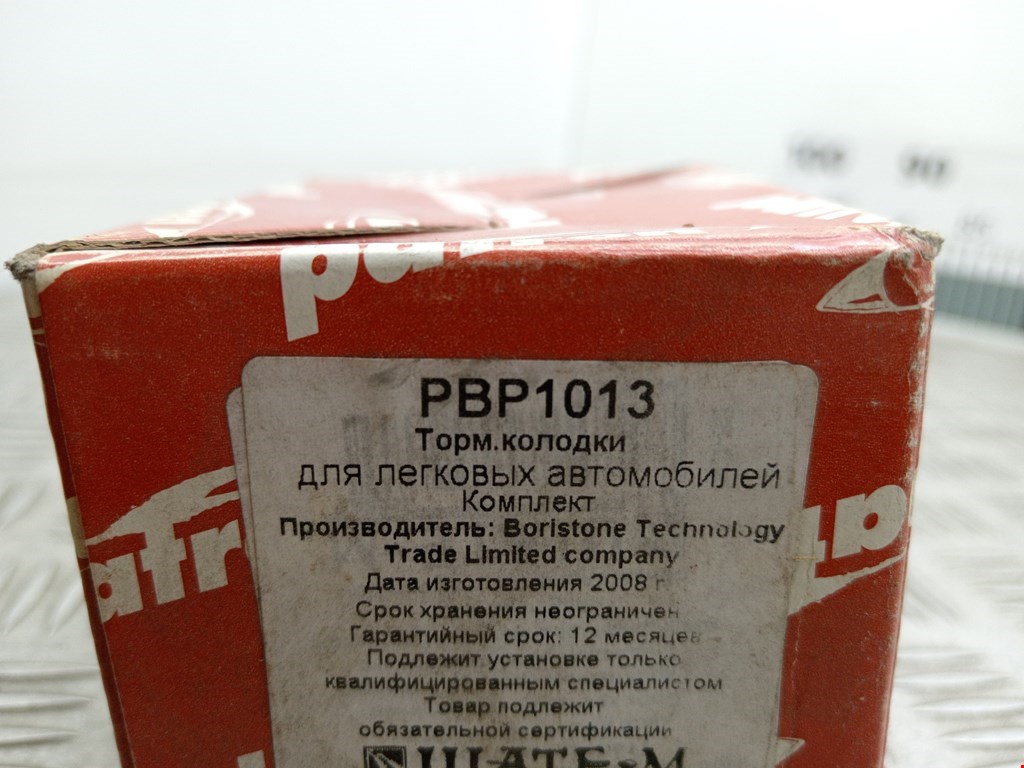 PBP1013
Торм.колодки
для легковых автомобилей
Комплект
Производитель: Boristone Technology
Trade Limited company
Дата изготовления 2008 г
Срок хранения неограничен
Гарантийный срок: 12 месяцев
Подлежит установке только
квалифицированным специалистом
Товар подлежит
обязательной сертификации
ШАТЕ-М